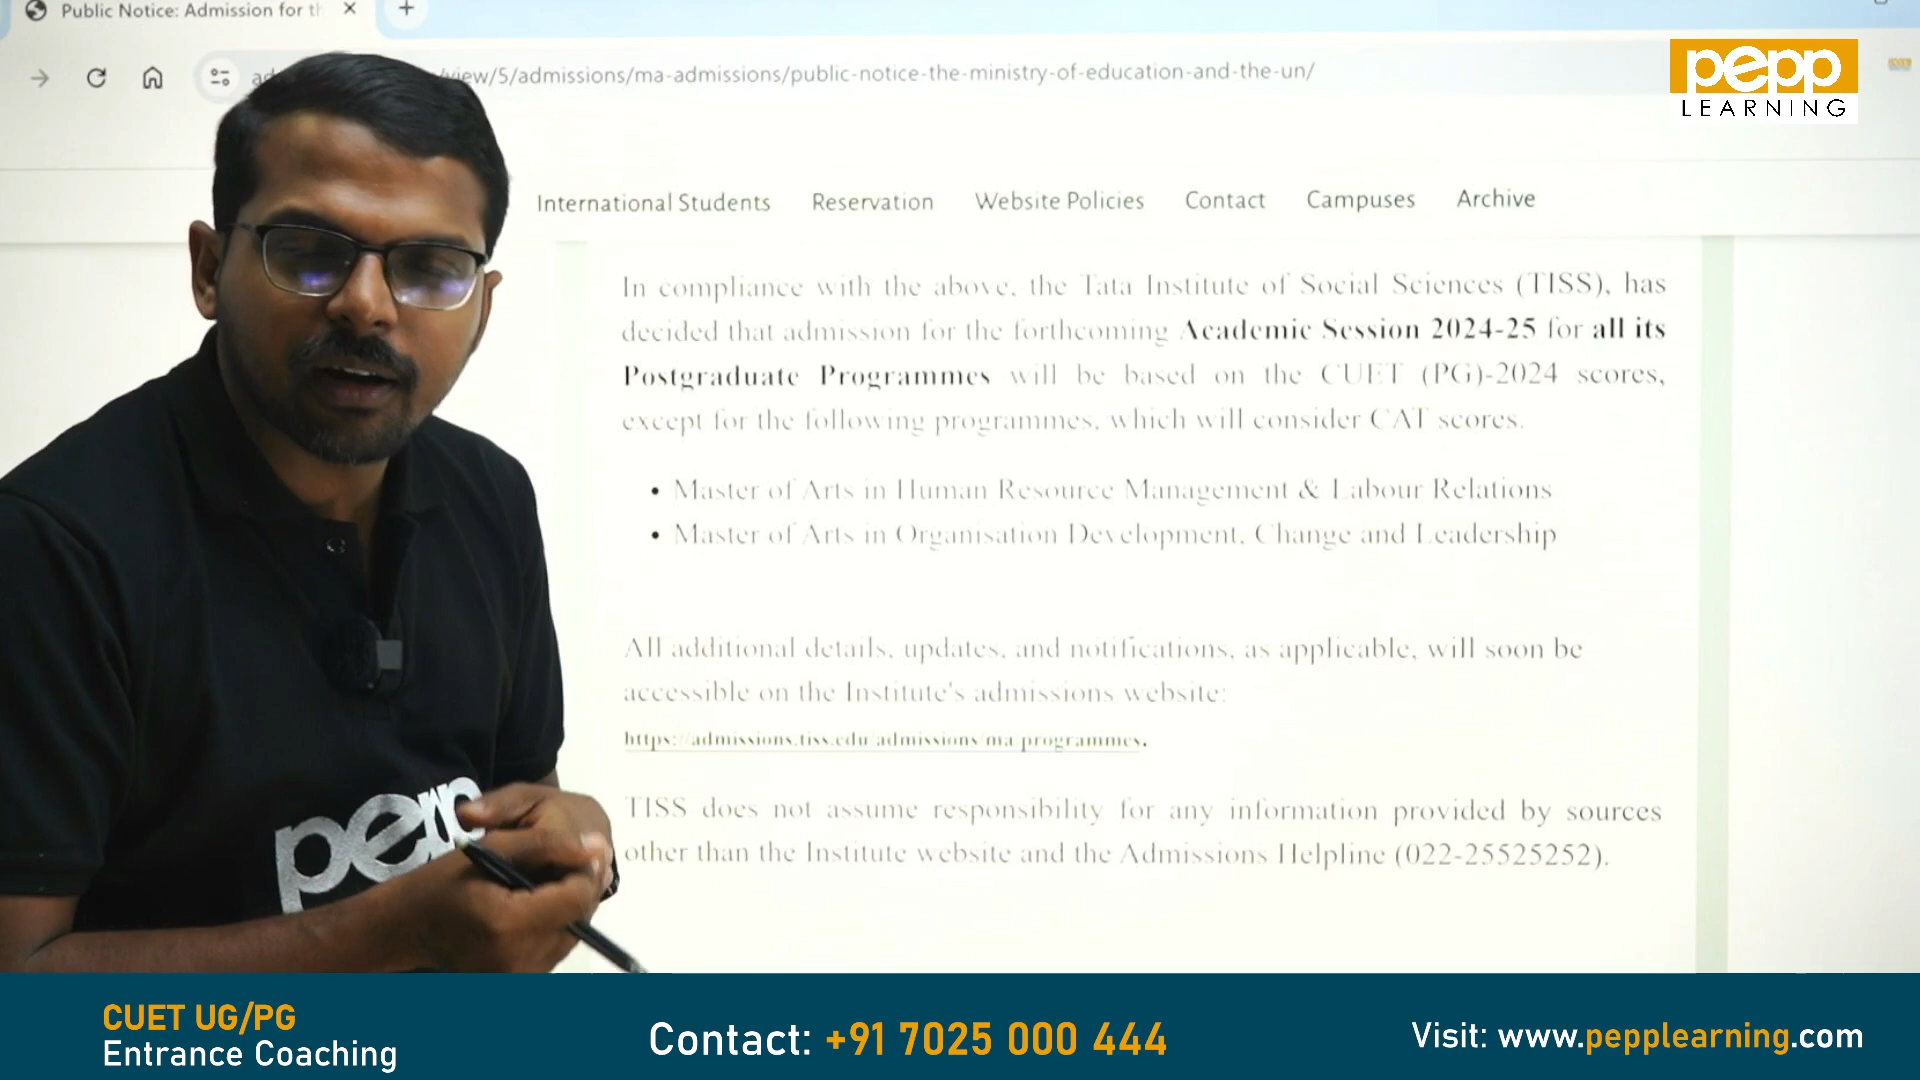 Public Notice: Admission for th
view/5/admissions/ma-admissions/public-notice-the-ministry-of-education-and-the-un/
pepp
LEARNING
International Students Reservation Website Policies Contact Campuses Archive
In compliance with the above, the Tata Institute of Social Sciences (TISS), has
decided that admission for the forthcoming Academic Session 2024-25 for all its
Postgraduate Programmes will be based on the CUET (PG)-2024 scores,
except for the following programmes, which will consider CAT scores.
• Master of Arts in Human Resource Management & Labour Relations
• Master of Arts in Organisation Development, Change and Leadership
All additional details, updates, and notifications, as applicable, will soon be
accessible on the Institute's admissions website:
https://admissions.tiss.edu/admissions/ma-programmes.
TISS does not assume responsibility for any information provided by sources
other than the Institute website and the Admissions Helpline (022-25525252).
pepp
CUET UG/PG
Entrance Coaching
Contact: +91 7025 000 444
Visit: www.pepplearning.com